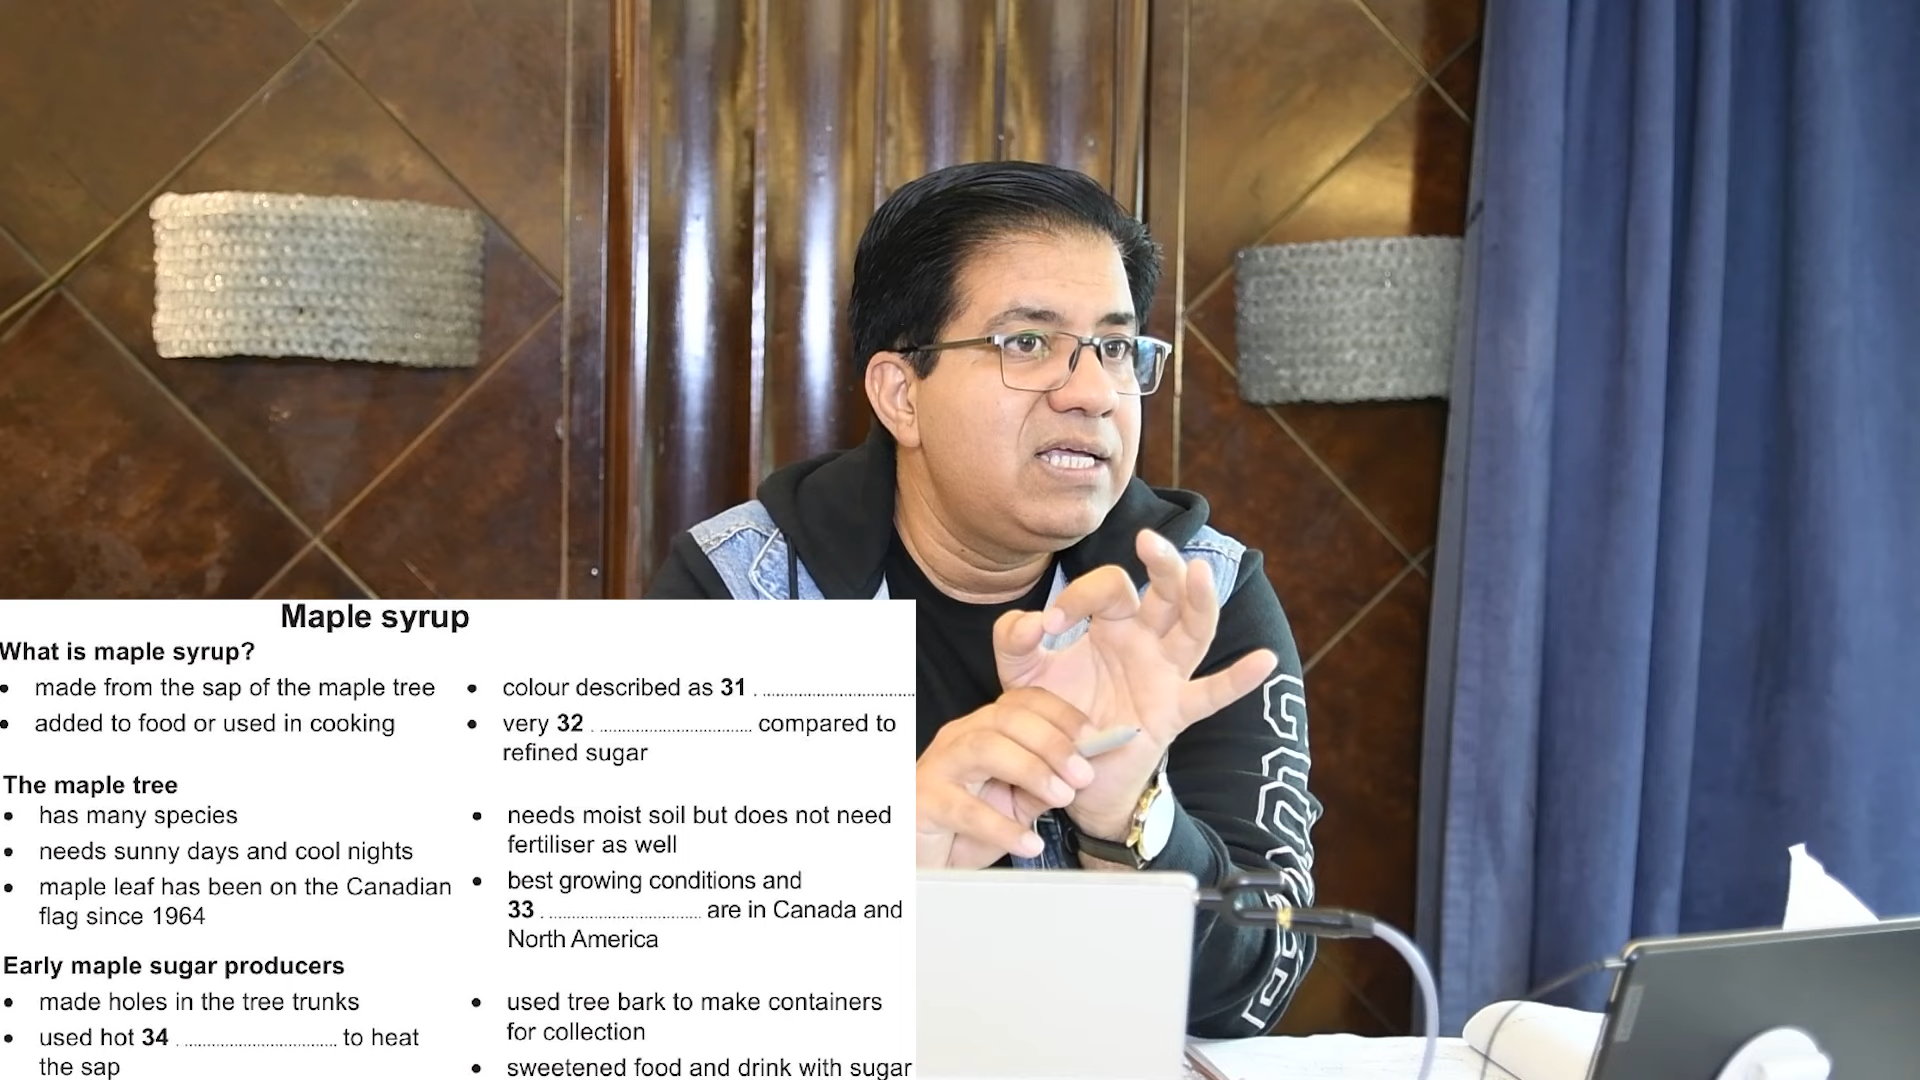 Maple syrup
What is maple syrup?
• made from the sap of the maple tree
• added to food or used in cooking
• colour described as 31 . ........................................
• very 32 . ........................................ compared to
refined sugar
The maple tree
• has many species
• needs sunny days and cool nights
• maple leaf has been on the Canadian
flag since 1964
• needs moist soil but does not need
fertiliser as well
• best growing conditions and
33 . ........................................ are in Canada and
North America
Early maple sugar producers
• made holes in the tree trunks
• used hot 34 . ........................................ to heat
the sap
• used tree bark to make containers
for collection
• sweetened food and drink with sugar